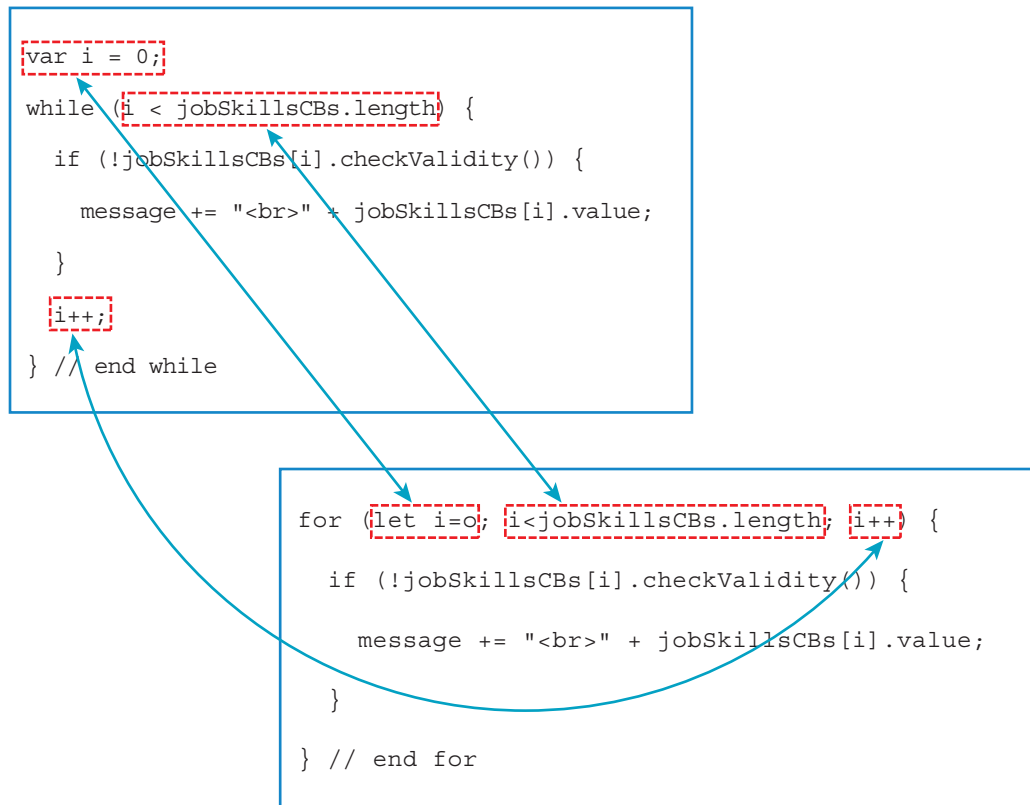 var i = 0;
while (i < jobSkillsCBs.length) {
if (!jobSkillsCBs[i].checkValidity()) {
message += "<br>" + jobSkillsCBs[i].value;
}
i++;
} // end while
for (let i=o; i<jobSkillsCBs.length; i++) {
if (!jobSkillsCBs[i].checkValidity()) {
message += "<br>" + jobSkillsCBs[i].value;
}
} // end for